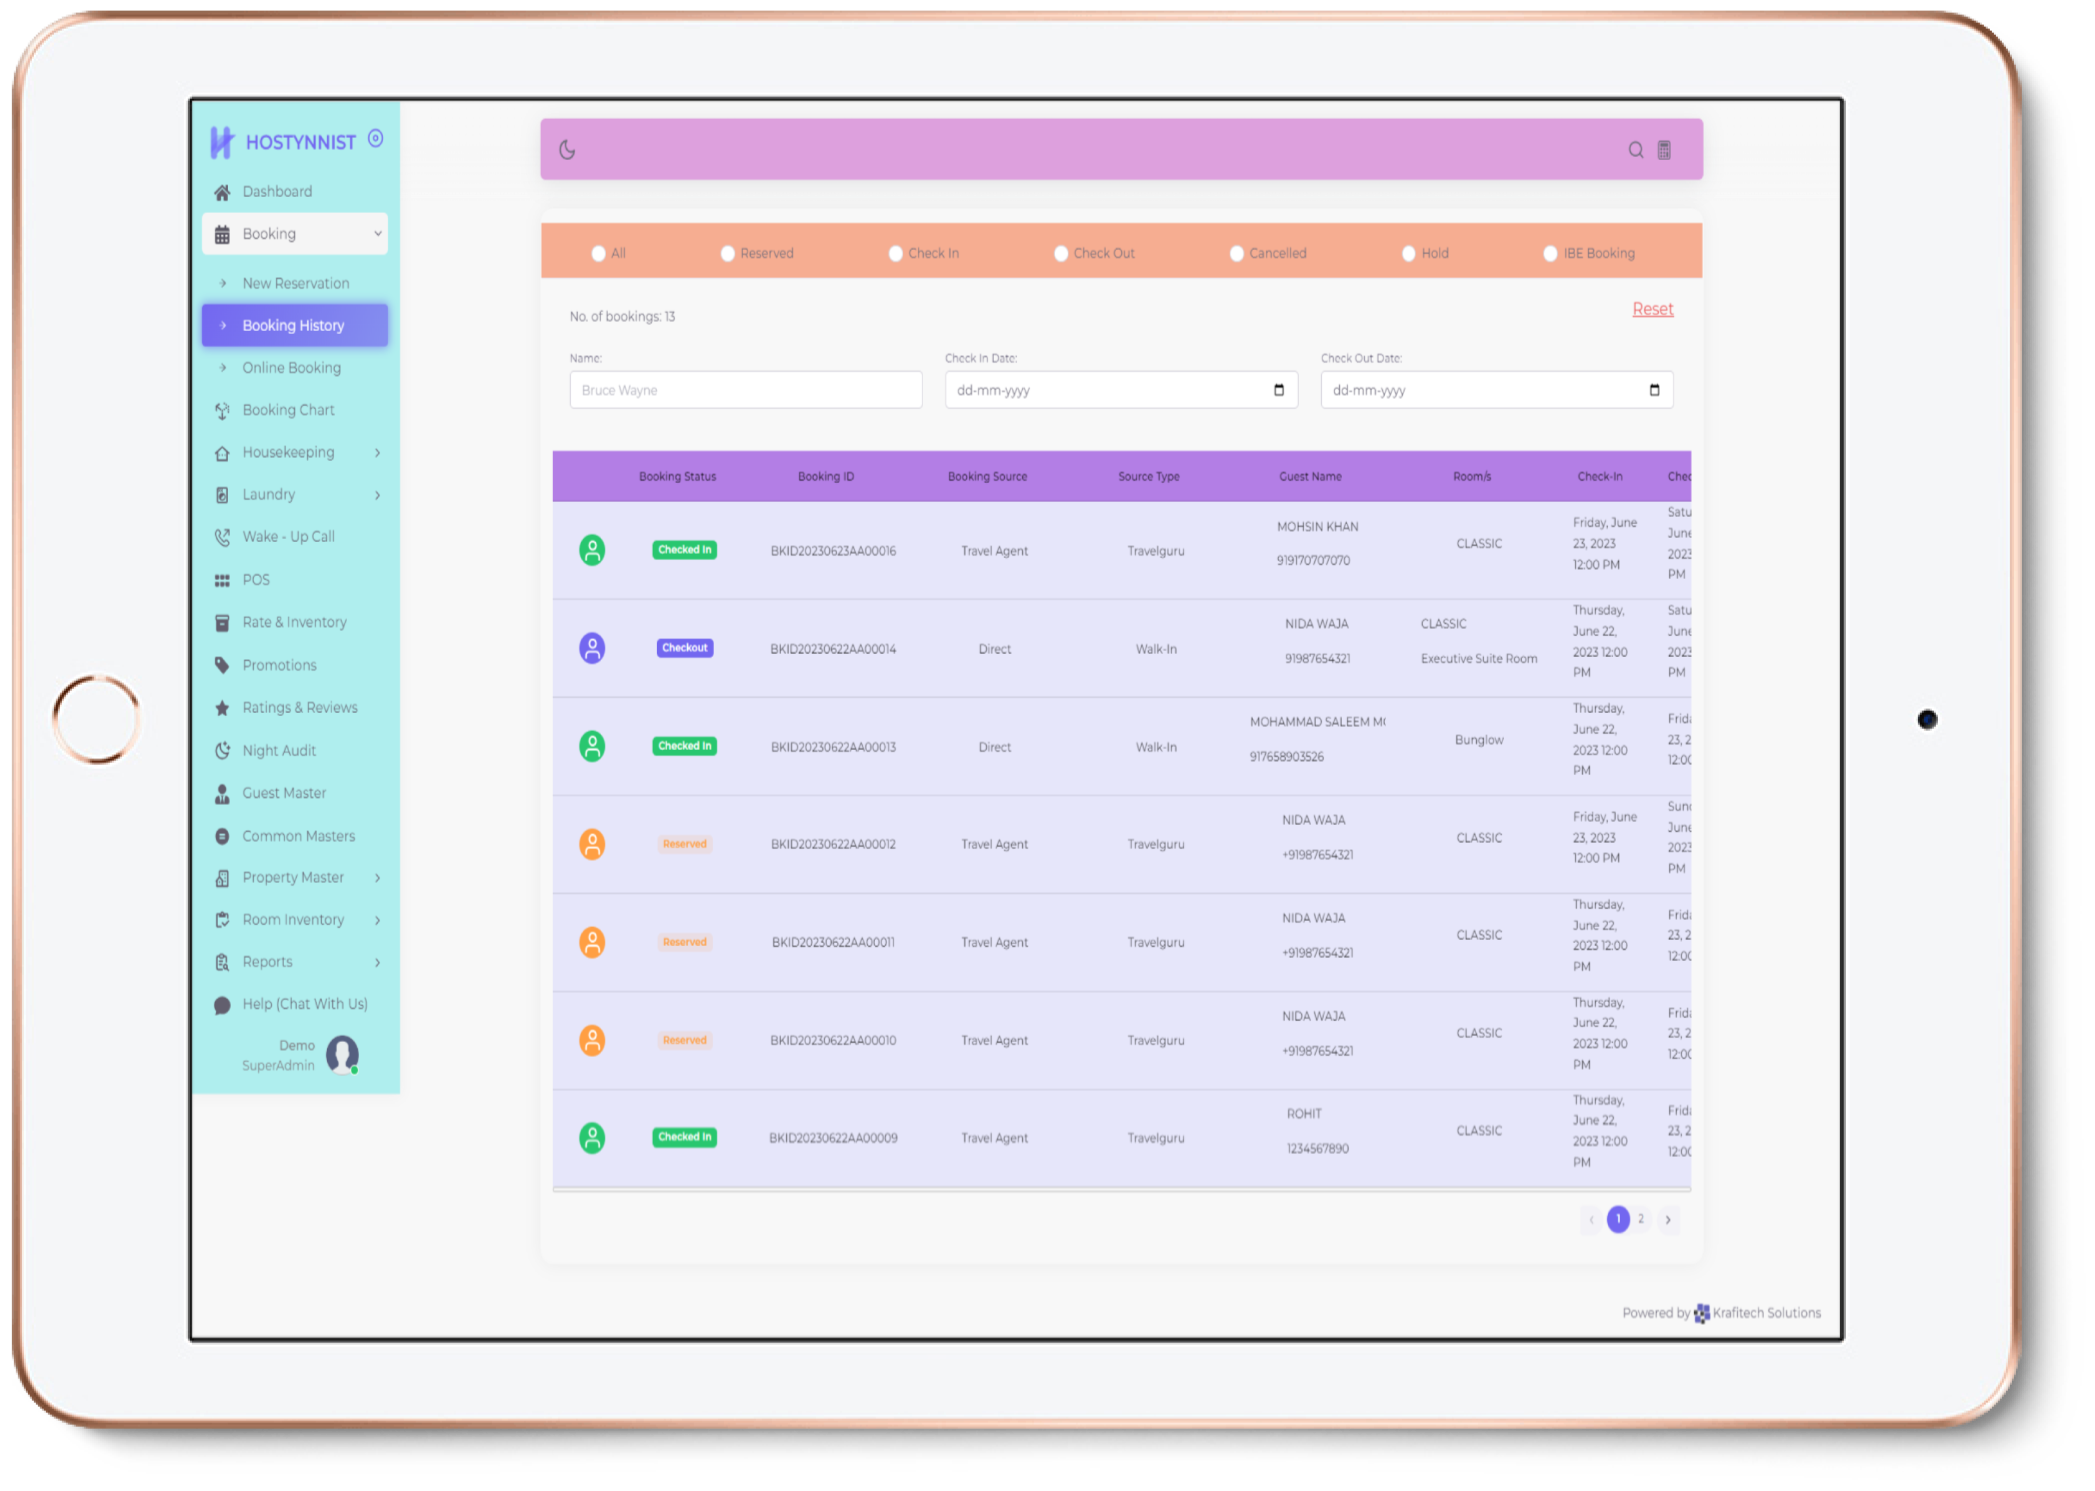 HOSTYNNIST
Dashboard
Booking
New Reservation
Booking History
Online Booking
Booking Chart
Housekeeping
Laundry
Wake - Up Call
POS
Rate & Inventory
Promotions
Ratings & Reviews
Night Audit
Guest Master
Common Masters
Property Master
Room Inventory
Reports
Help (Chat With Us)
Demo
SuperAdmin
All Reserved Check In Check Out Cancelled Hold IBE Booking
No. of bookings: 13 Reset
Name: Check In Date: Check Out Date:
Bruce Wayne dd-mm-yyyy dd-mm-yyyy
Booking Status Booking ID Booking Source Source Type Guest Name Room/s Check-In Chec
Checked In BKID20230623AA00016 Travel Agent Travelguru
MOHSIN KHAN
919170707070
CLASSIC
Friday, June
23, 2023
12:00 PM
Satu
June
2023
PM
Checkout BKID20230622AA00014 Direct Walk-In
NIDA WAJA
91987654321
CLASSIC
Executive Suite Room
Thursday,
June 22,
2023 12:00
PM
Satu
June
2023
PM
Checked In BKID20230622AA00013 Direct Walk-In
MOHAMMAD SALEEM M
917658903526
Bunglow
Thursday,
June 22,
2023 12:00
PM
Frida
23, 2
12:00
Reserved BKID20230622AA00012 Travel Agent Travelguru
NIDA WAJA
+91987654321
CLASSIC
Friday, June
23, 2023
12:00 PM
Sund
June
2023
PM
Reserved BKID20230622AA00011 Travel Agent Travelguru
NIDA WAJA
+91987654321
CLASSIC
Thursday,
June 22,
2023 12:00
PM
Frida
23, 2
12:00
Reserved BKID20230622AA00010 Travel Agent Travelguru
NIDA WAJA
+91987654321
CLASSIC
Thursday,
June 22,
2023 12:00
PM
Frida
23, 2
12:00
Checked In BKID20230622AA00009 Travel Agent Travelguru
ROHIT
1234567890
CLASSIC
Thursday,
June 22,
2023 12:00
PM
Frida
23, 2
12:00
1 2
Powered by Krafitech Solutions